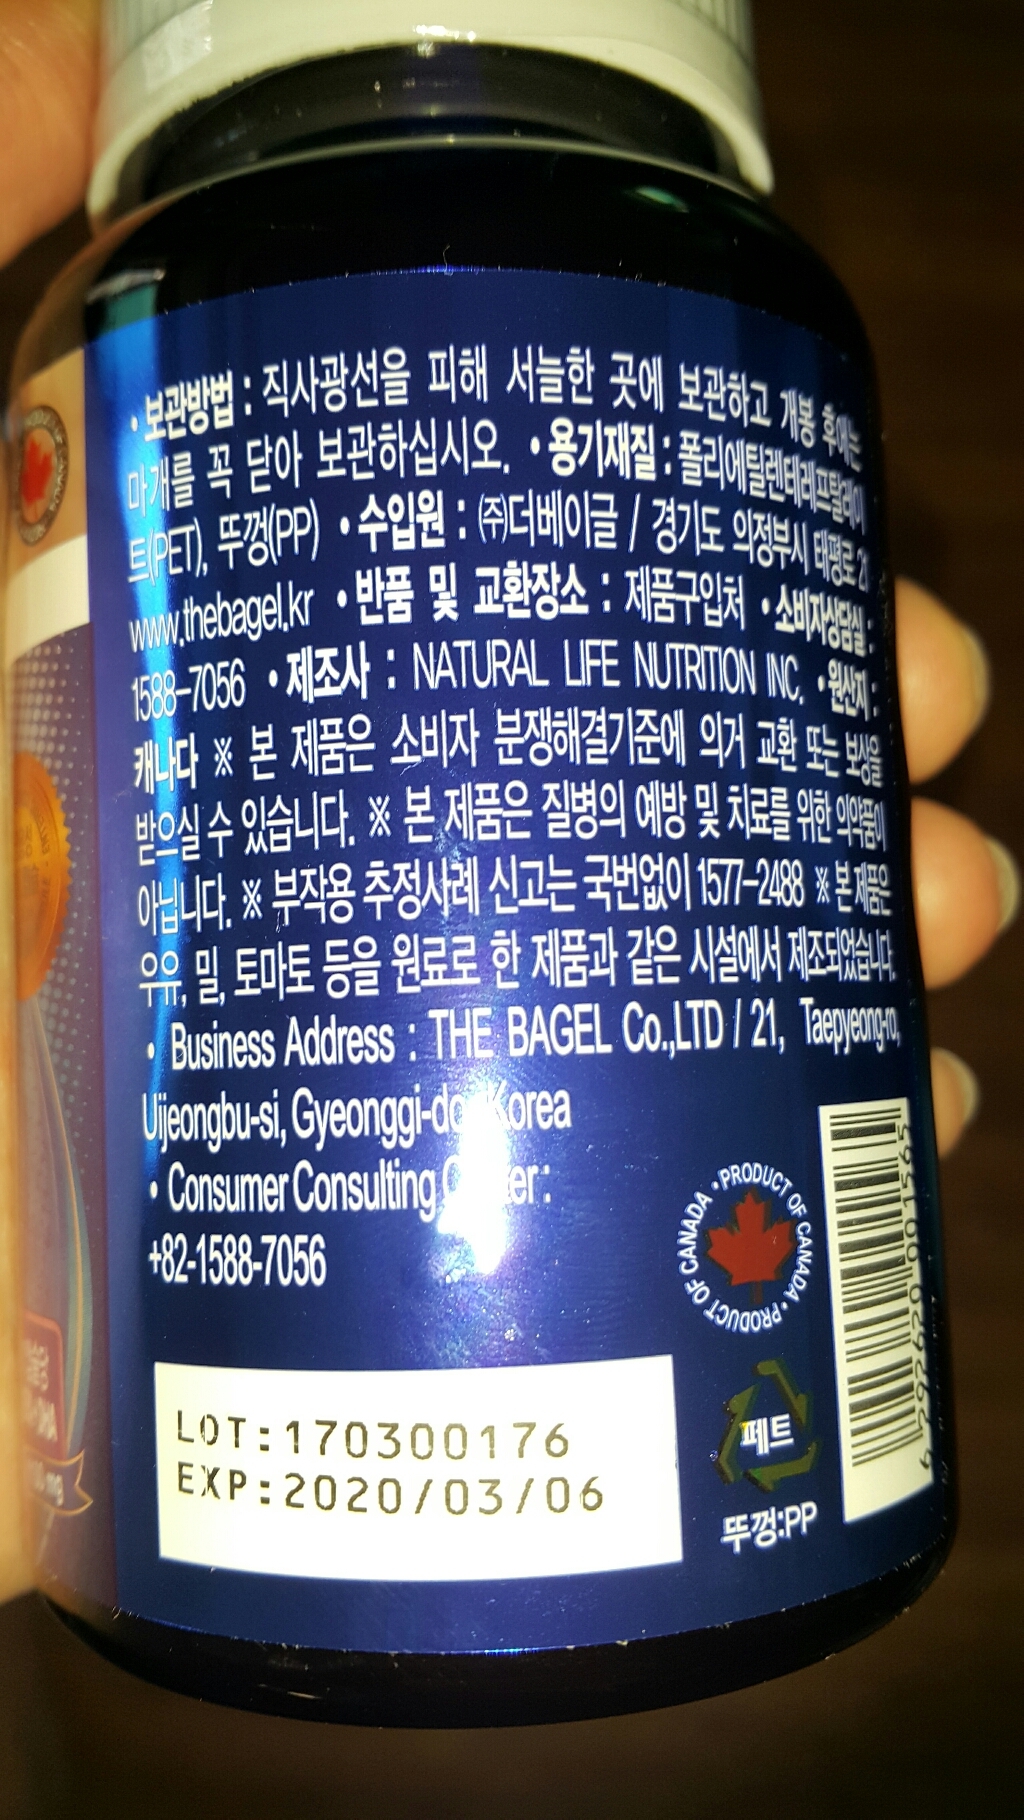 • 보관방법 : 직사광선을 피해 서늘한 곳에 보관하고 개봉 후에는
마개를 꼭 닫아 보관하십시오. • 용기재질 : 폴리에틸렌테레프탈레이
트(PET), 뚜껑(PP) • 수입원 : ㈜더베이글 / 경기도 의정부시 태평로 21
www.thebagel.kr • 반품 및 교환장소 : 제품구입처 • 소비자상담실 :
1588-7056 • 제조사 : NATURAL LIFE NUTRITION INC. • 원산지 :
캐나다 ※ 본 제품은 소비자 분쟁해결기준에 의거 교환 또는 보상을
받으실 수 있습니다. ※ 본 제품은 질병의 예방 및 치료를 위한 의약품이
아닙니다. ※ 부작용 추정사례 신고는 국번없이 1577-2488 ※ 본 제품은
우유, 밀, 토마토 등을 원료로 한 제품과 같은 시설에서 제조되었습니다.
• Business Address : THE BAGEL Co.,LTD / 21, Taepyeong-ro,
Uijeongbu-si, Gyeonggi-do, Korea
• Consumer Consulting :
+82-1588-7056
PRODUCT OF CANADA • PRODUCT OF CANADA •
LOT:170300176
EXP:2020/03/06
페트
뚜껑:PP
6 292620 001565
mg